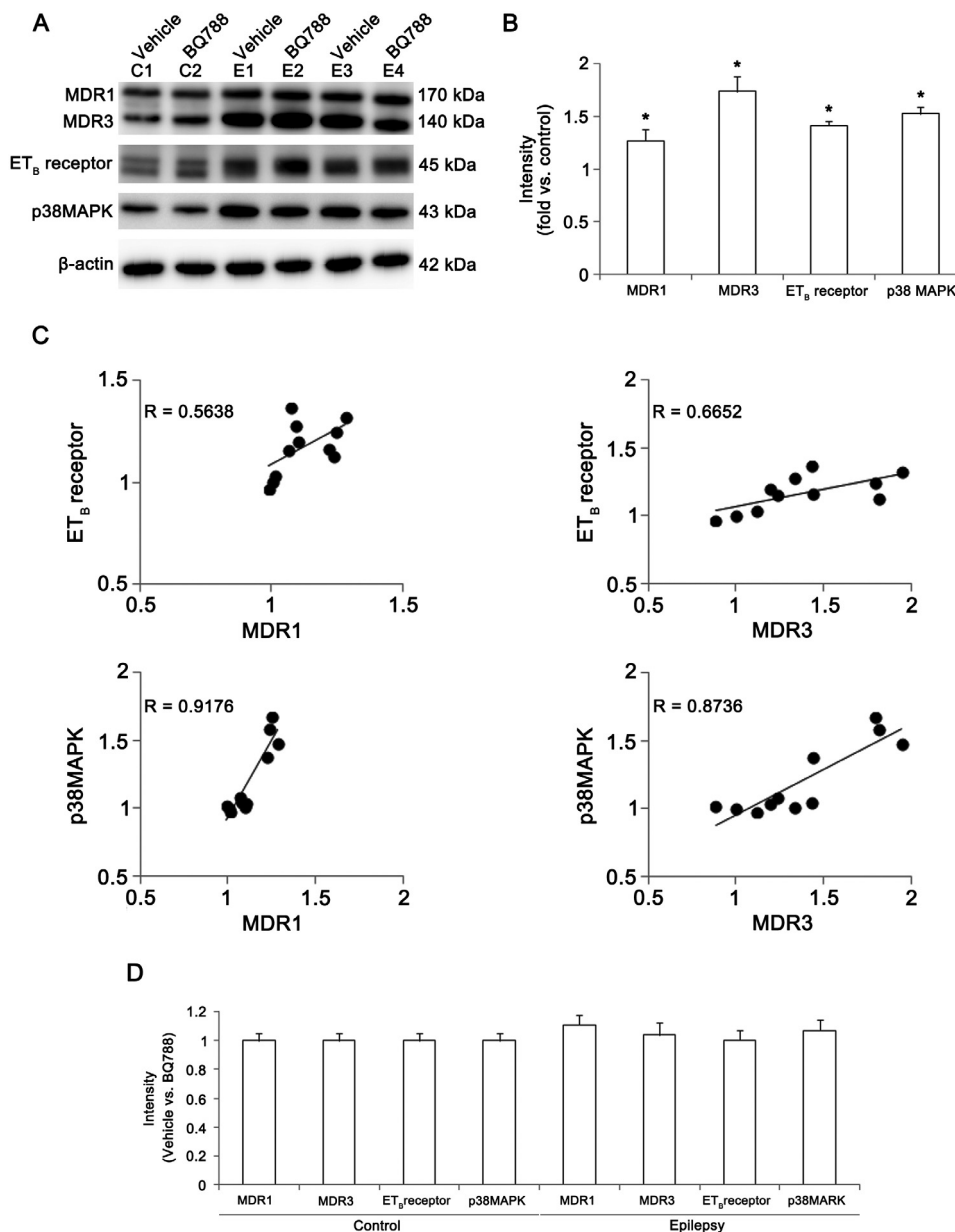 A
Vehicle BQ788 Vehicle BQ788 Vehicle BQ788
C1 C2 E1 E2 E3 E4
MDR1 170 kDa
MDR3 140 kDa
ET_B receptor 45 kDa
p38MAPK 43 kDa
β-actin 42 kDa
B
Intensity
(fold vs. control)
2
1.5
1
0.5
0
* * * *
MDR1 MDR3 ET_B receptor p38 MAPK
C
ET_B receptor
1.5
1
0.5
R = 0.5638
0.5 1 1.5
MDR1
ET_B receptor
2
1.5
1
0.5
R = 0.6652
0.5 1 1.5 2
MDR3
p38MAPK
2
1.5
1
0.5
R = 0.9176
0.5 1 1.5 2
MDR1
p38MAPK
2
1.5
1
0.5
R = 0.8736
0.5 1 1.5 2
MDR3
D
Intensity
(Vehicle vs. BQ788)
1.2
1
0.8
0.6
0.4
0.2
0
MDR1 MDR3 ET_Breceptor p38MAPK MDR1 MDR3 ET_Breceptor p38MARK
Control Epilepsy